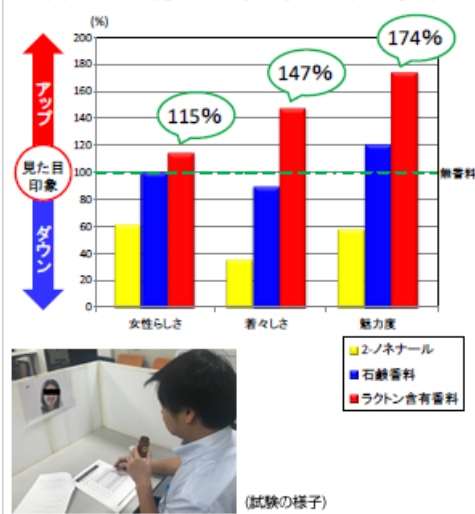 (%)
200
180
160
140
120
100
80
60
40
20
0
アップ
見た目
印象
ダウン
115%
147%
174%
無香料
女性らしさ
若々しさ
魅力度
2-ノネナール
石鹸香料
ラクトン含有香料
(試験の様子)